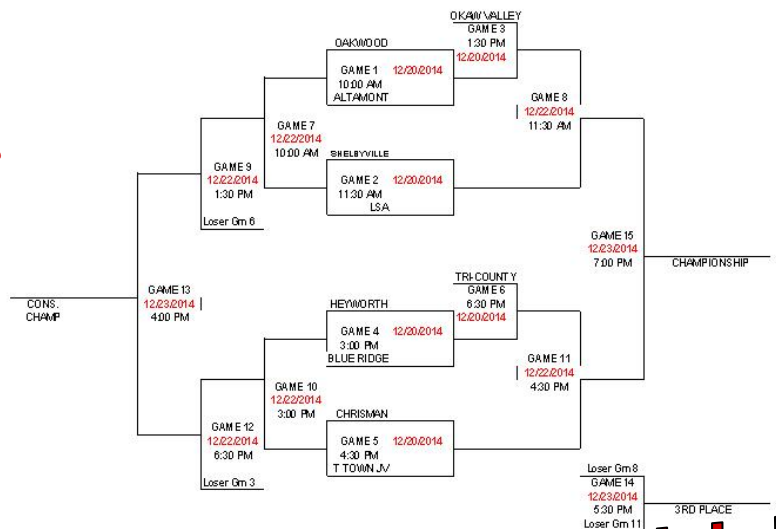 OKAW VALLEY
GAME 3
1:30 PM
12/20/2014
OAKWOOD
GAME 1 12/20/2014
10:00 AM
ALTAMONT
GAME 8
12/22/2014
11:30 AM
GAME 7
12/22/2014
10:00 AM
SHELBYVILLE
GAME 2 12/20/2014
11:30 AM
LSA
GAME 9
12/22/2014
1:30 PM
Loser Gm 6
GAME 15
12/23/2014
7:00 PM
CHAMPIONSHIP
GAME 13
12/23/2014
4:00 PM
CONS.
CHAMP
TRI-COUNTY
GAME 6
6:30 PM
12/20/2014
HEYWORTH
GAME 4 12/20/2014
3:00 PM
BLUE RIDGE
GAME 11
12/22/2014
4:30 PM
GAME 10
12/22/2014
3:00 PM
CHRISMAN
GAME 5 12/20/2014
4:30 PM
T TOWN JV
GAME 12
12/22/2014
6:30 PM
Loser Gm 3
Loser Gm 8
GAME 14
12/23/2014
5:30 PM
Loser Gm 11
3RD PLACE